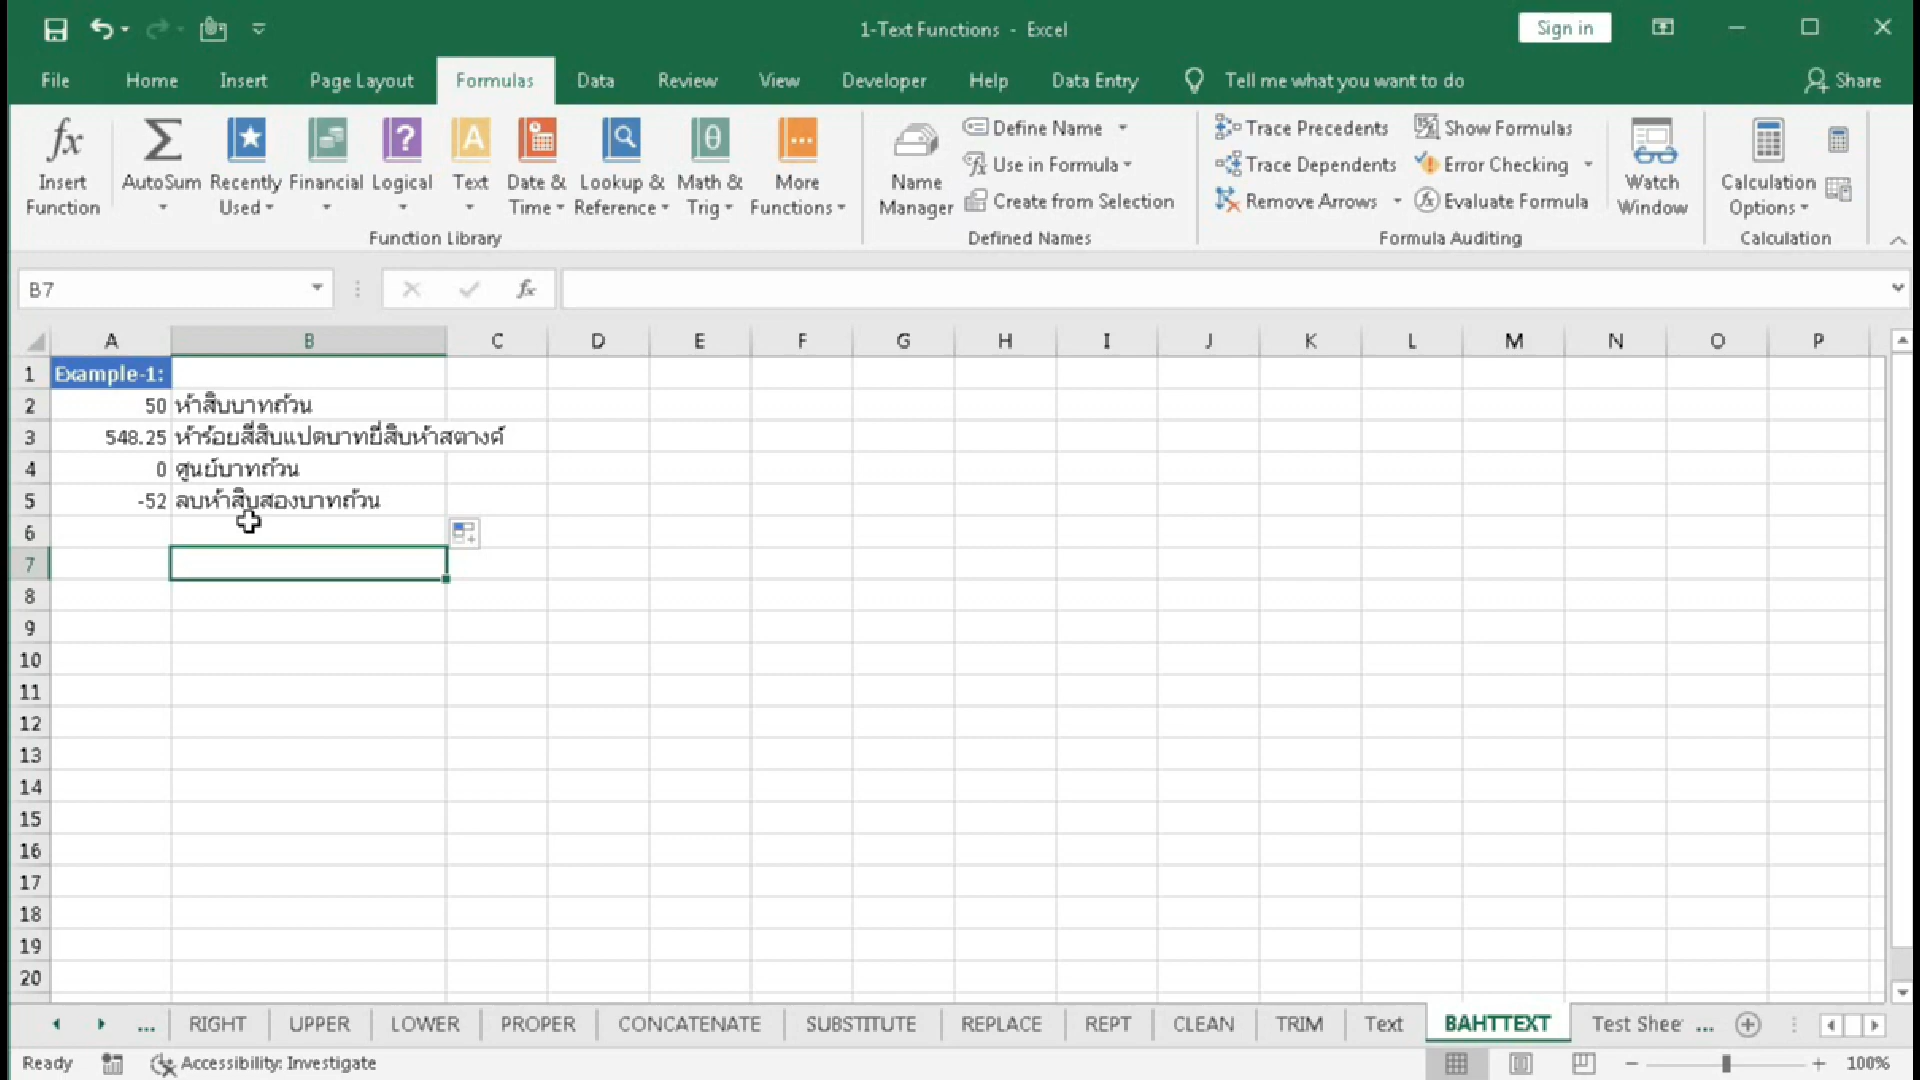 1-Text Functions - Excel
Sign in
File Home Insert Page Layout Formulas Data Review View Developer Help Data Entry Tell me what you want to do Share
Insert Function
AutoSum
Recently Used
Financial
Logical
Text
Date & Time
Lookup & Reference
Math & Trig
More Functions
Function Library
Name Manager
Define Name
Use in Formula
Create from Selection
Defined Names
Trace Precedents
Trace Dependents
Remove Arrows
Show Formulas
Error Checking
Evaluate Formula
Formula Auditing
Watch Window
Calculation Options
Calculation
B7
fx
A B C D E F G H I J K L M N O P
1 Example-1:
2 50 ห้าสิบบาทถ้วน
3 548.25 ห้าร้อยสี่สิบแปดบาทยี่สิบห้าสตางค์
4 0 ศูนย์บาทถ้วน
5 -52 ลบห้าสิบสองบาทถ้วน
6
7
8
9
10
11
12
13
14
15
16
17
18
19
20
... RIGHT UPPER LOWER PROPER CONCATENATE SUBSTITUTE REPLACE REPT CLEAN TRIM Text BAHTTEXT Test Shee ...
Ready Accessibility: Investigate 100%